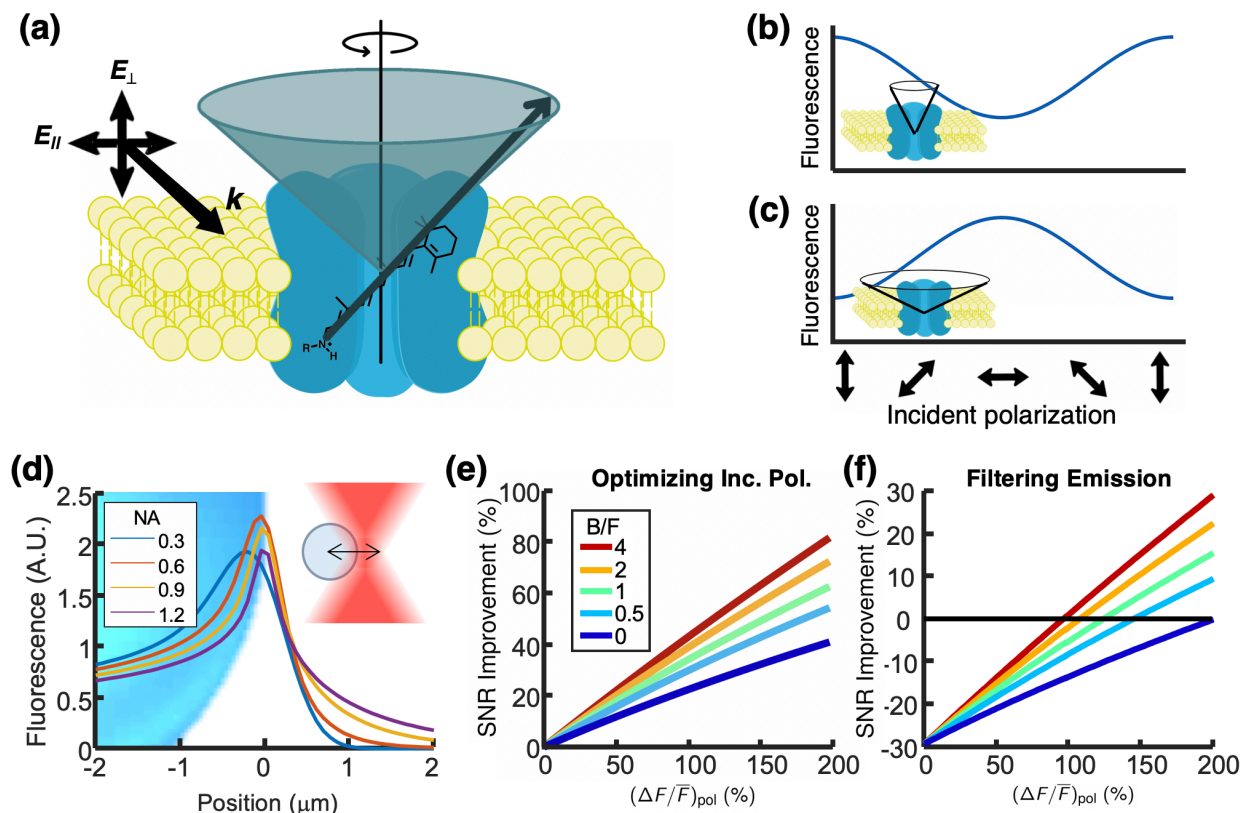 (a)
E⊥
E//
k
R
N
+
H
(b)
Fluorescence
(c)
Fluorescence
Incident polarization
(d)
Fluorescence (A.U.)
2.5
2
1.5
1
0.5
0
NA
0.3
0.6
0.9
1.2
-2
-1
0
1
2
Position (μm)
(e)
Optimizing Inc. Pol.
SNR Improvement (%)
100
80
60
40
20
0
B/F
4
2
1
0.5
0
0
50
100
150
200
(ΔF/F̅)pol (%)
(f)
Filtering Emission
SNR Improvement (%)
30
20
10
0
-10
-20
-30
0
50
100
150
200
(ΔF/F̅)pol (%)